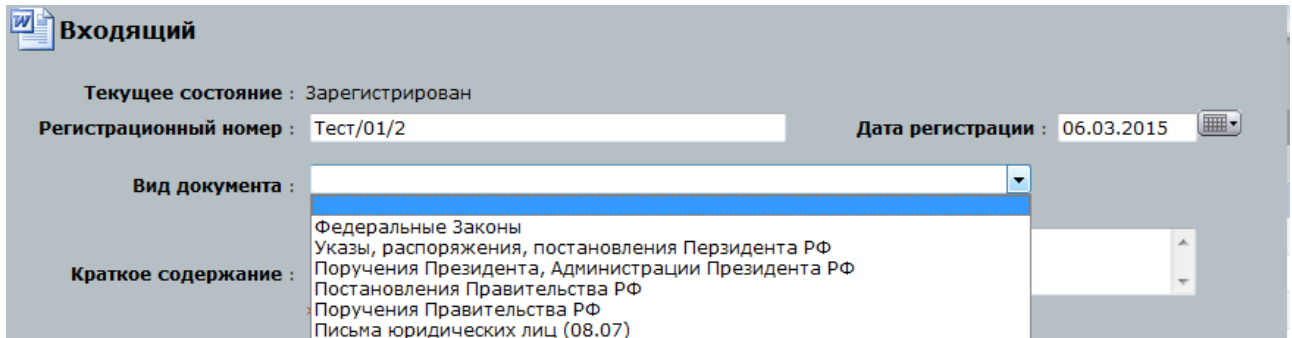 Входящий
Текущее состояние : Зарегистрирован
Регистрационный номер : Тест/01/2 Дата регистрации : 06.03.2015
Вид документа :
Федеральные Законы
Указы, распоряжения, постановления Перзидента РФ
Краткое содержание : Поручения Президента, Администрации Президента РФ
Постановления Правительства РФ
Поручения Правительства РФ
Письма юридических лиц (08.07)